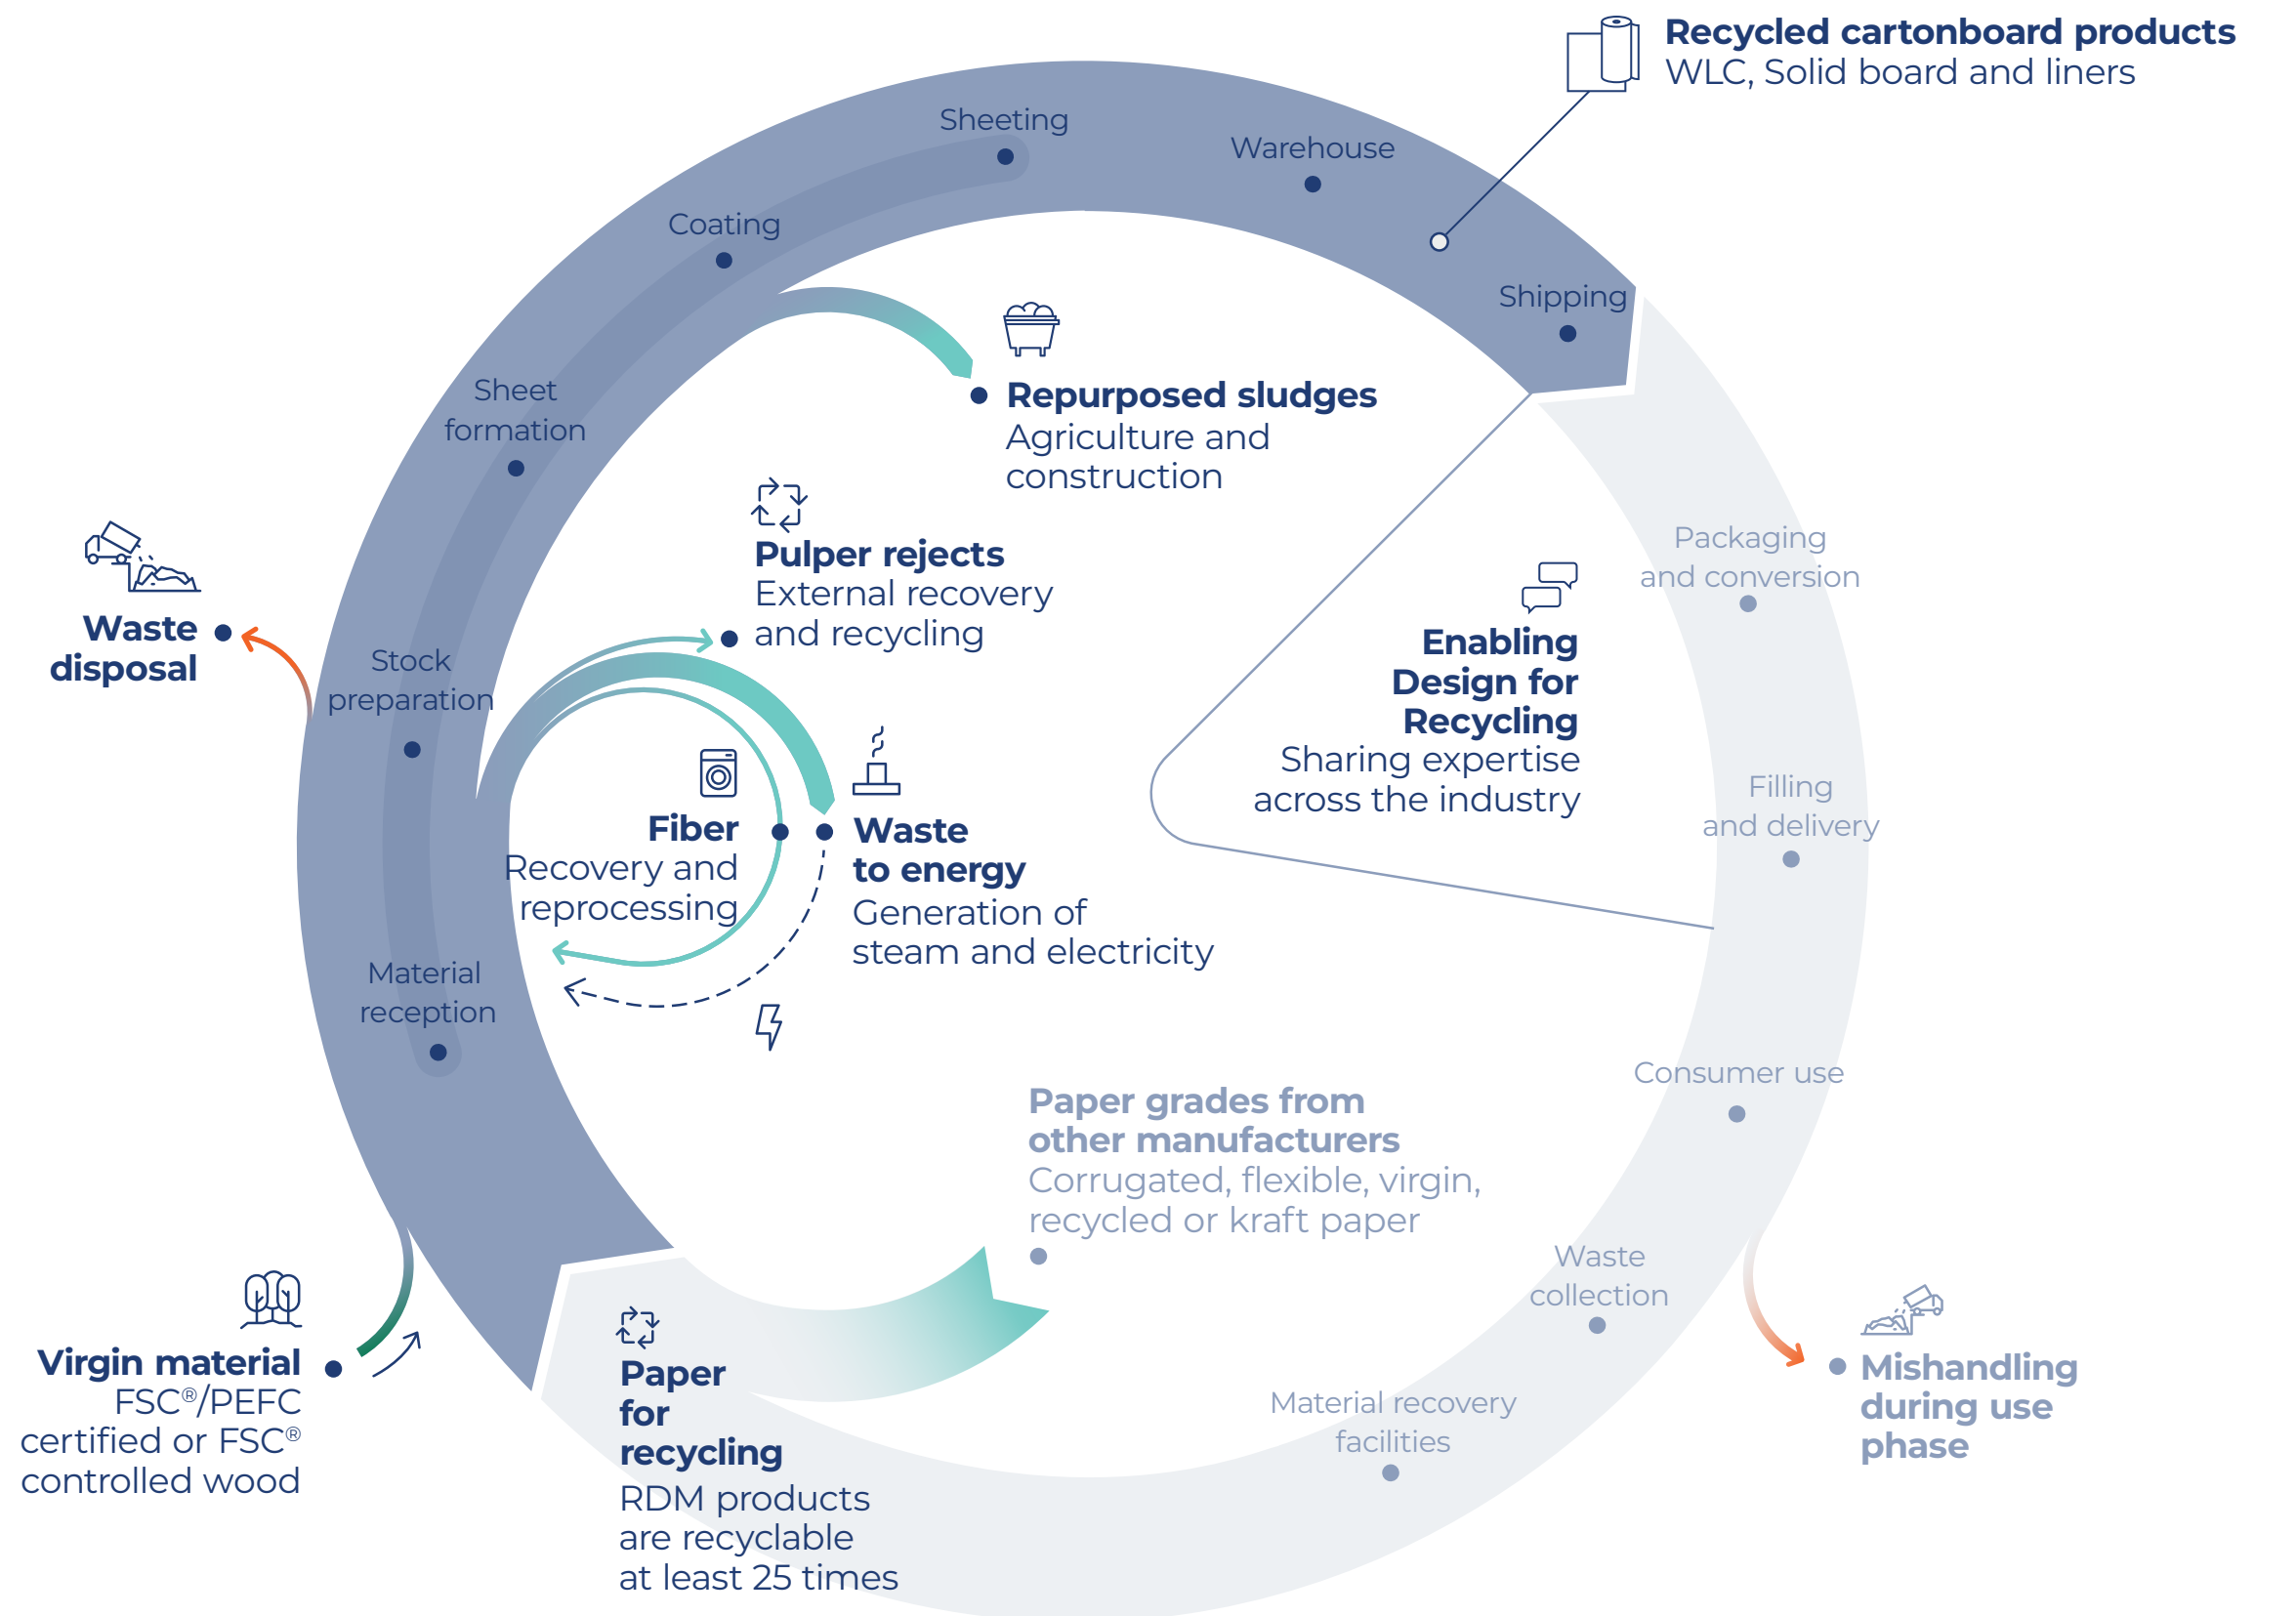 Recycled cartonboard products
WLC, Solid board and liners
Sheeting
Warehouse
Coating
Shipping
Sheet
formation
Repurposed sludges
Agriculture and
construction
Pulper rejects
External recovery
and recycling
Packaging
and conversion
Waste
disposal
Stock
preparation
Enabling
Design for
Recycling
Sharing expertise
across the industry
Filling
and delivery
Fiber
Recovery and
reprocessing
Waste
to energy
Generation of
steam and electricity
Material
reception
Consumer use
Paper grades from
other manufacturers
Corrugated, flexible, virgin,
recycled or kraft paper
Waste
collection
Virgin material
FSC®/PEFC
certified or FSC®
controlled wood
Paper
for
recycling
RDM products
are recyclable
at least 25 times
Material recovery
facilities
Mishandling
during use
phase